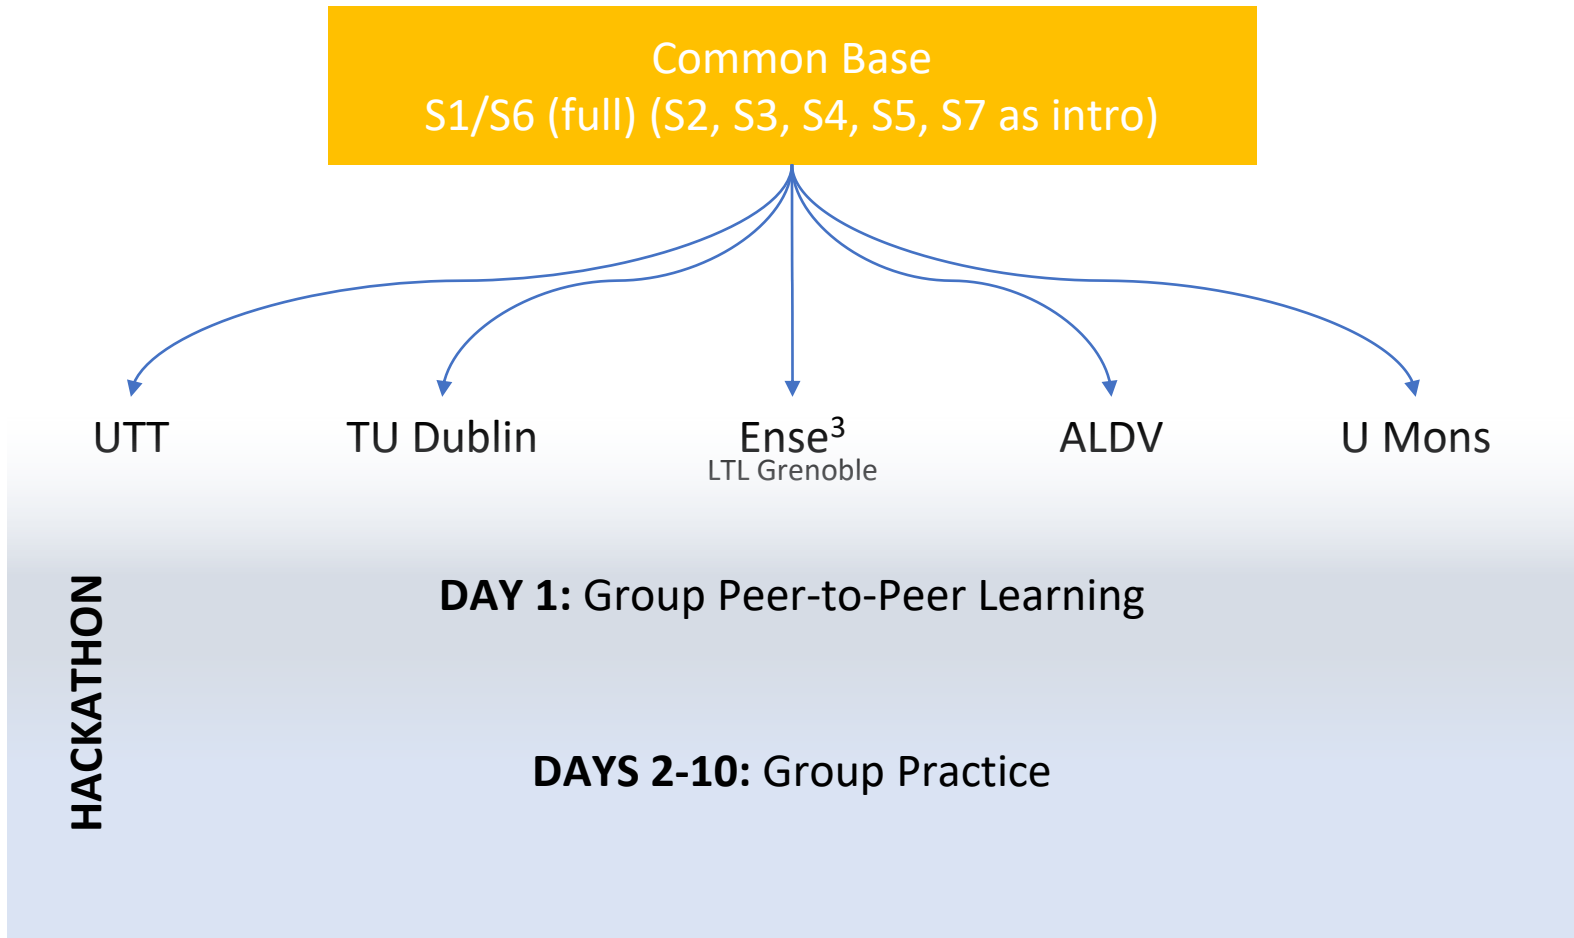 Common Base
S1/S6 (full) (S2, S3, S4, S5, S7 as intro)
UTT
TU Dublin
Ense³
LTL Grenoble
ALDV
U Mons
HACKATHON
DAY 1: Group Peer-to-Peer Learning
DAYS 2-10: Group Practice